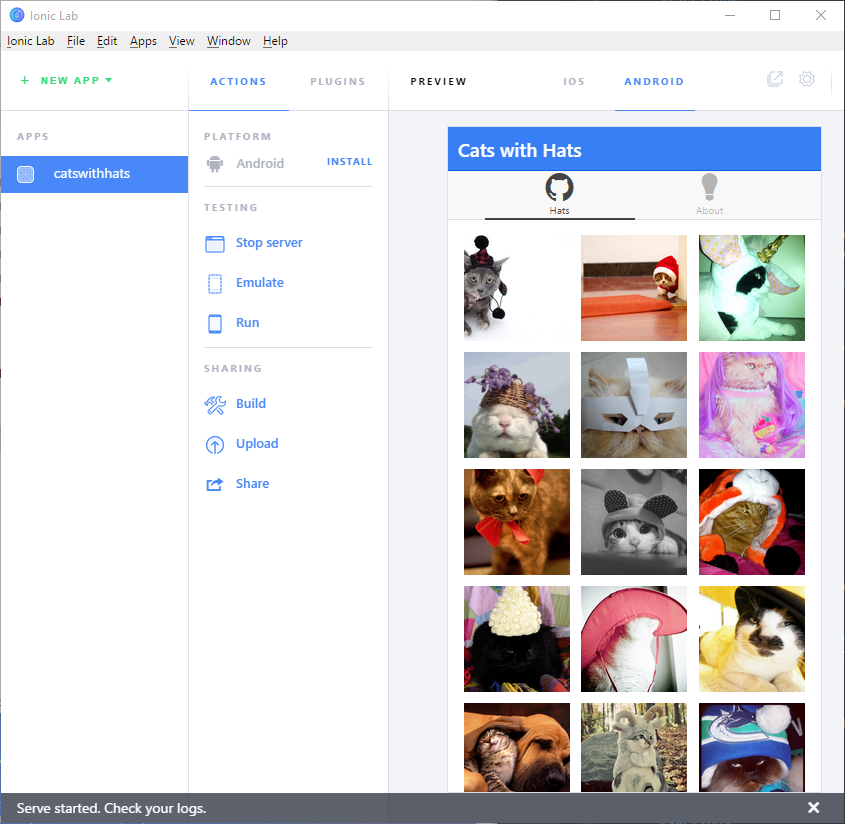 Ionic Lab
Ionic Lab File Edit Apps View Window Help
+ NEW APP
ACTIONS PLUGINS
PREVIEW
IOS ANDROID
APPS
catswithhats
PLATFORM
Android INSTALL
TESTING
Stop server
Emulate
Run
SHARING
Build
Upload
Share
Cats with Hats
Hats About
Serve started. Check your logs.